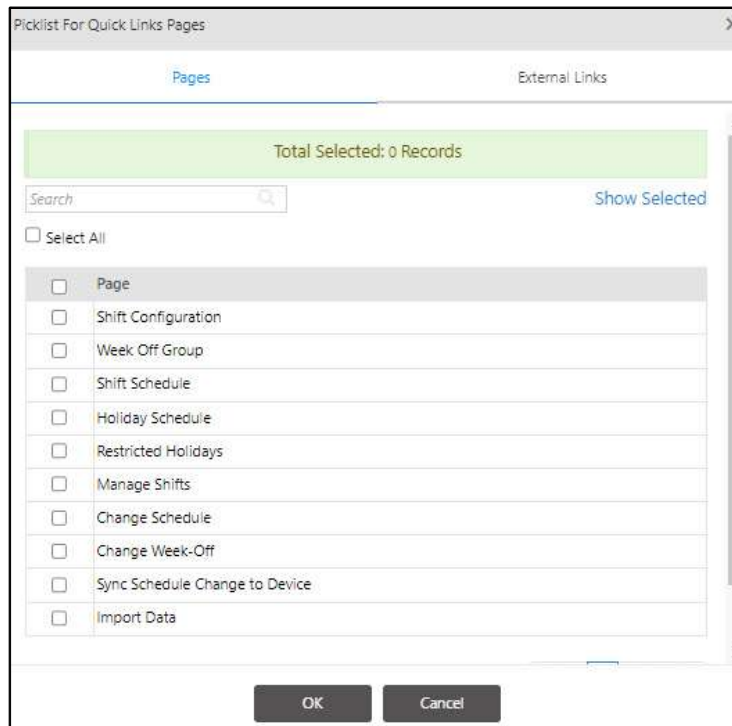 Picklist For Quick Links Pages
Pages External Links
Total Selected: 0 Records
Search Show Selected
Select All
Page
Shift Configuration
Week Off Group
Shift Schedule
Holiday Schedule
Restricted Holidays
Manage Shifts
Change Schedule
Change Week-Off
Sync Schedule Change to Device
Import Data
OK Cancel